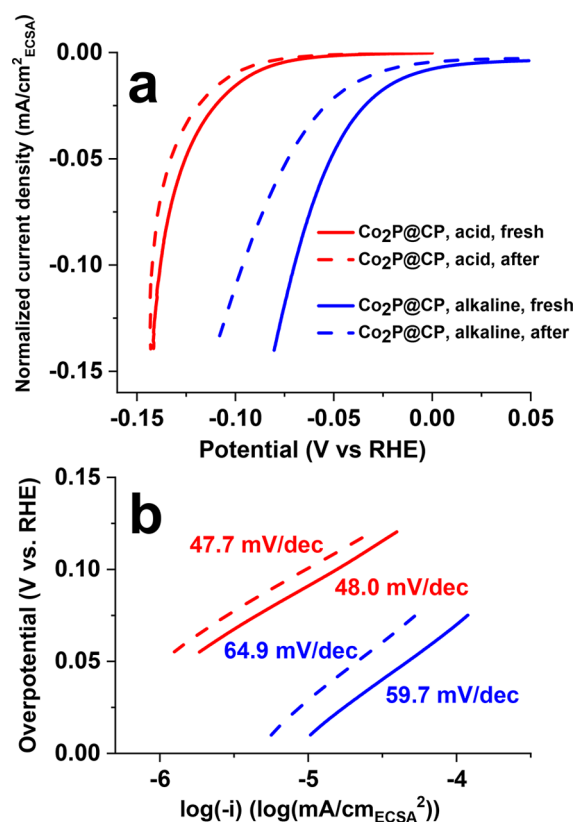 a
0.00
-0.05
-0.10
-0.15
Normalized current density (mA/cm²ECSA)
Co₂P@CP, acid, fresh
Co₂P@CP, acid, after
Co₂P@CP, alkaline, fresh
Co₂P@CP, alkaline, after
-0.15 -0.10 -0.05 0.00 0.05
Potential (V vs RHE)
b
0.15
0.10
0.05
0.00
Overpotential (V vs. RHE)
47.7 mV/dec
48.0 mV/dec
64.9 mV/dec
59.7 mV/dec
-6 -5 -4
log(-i) (log(mA/cmECSA²))